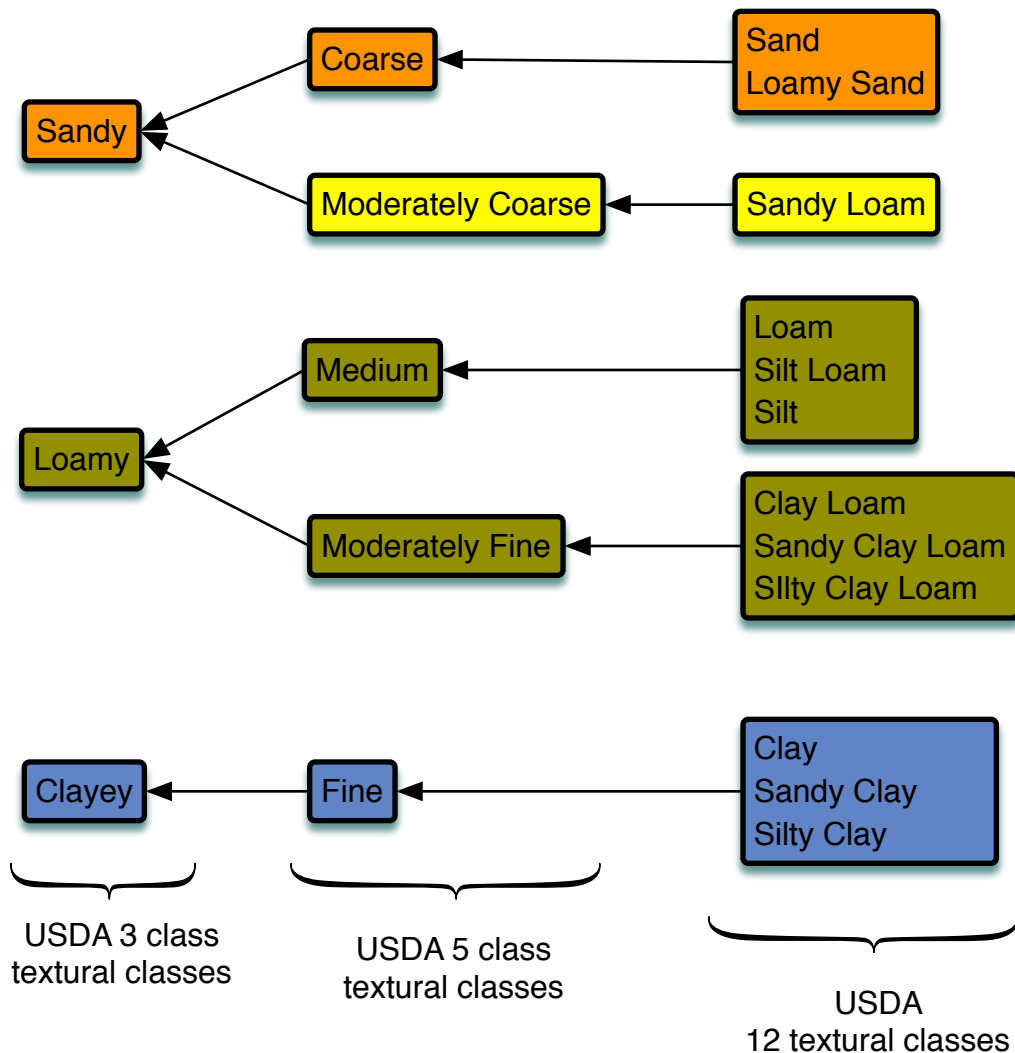 Sand
Loamy Sand
Coarse
Sandy
Moderately Coarse
Sandy Loam
Loam
Silt Loam
Silt
Medium
Loamy
Moderately Fine
Clay Loam
Sandy Clay Loam
SIlty Clay Loam
Clay
Sandy Clay
Silty Clay
Clayey
Fine
USDA 3 class
textural classes
USDA 5 class
textural classes
USDA
12 textural classes